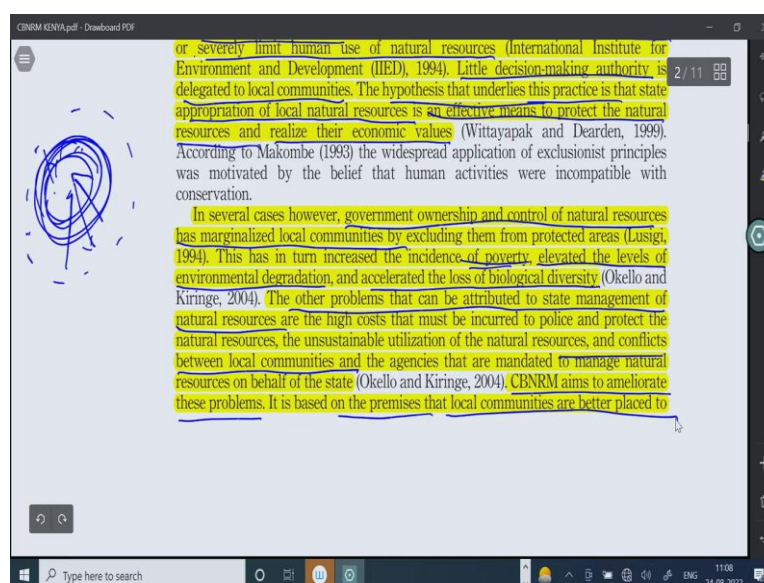 CBNRM KENYA.pdf - Drawboard PDF
2/ 11
or severely limit human use of natural resources (International Institute for
Environment and Development (IIED), 1994). Little decision-making authority is
delegated to local communities. The hypothesis that underlies this practice is that state
appropriation of local natural resources is an effective means to protect the natural
resources and realize their economic values (Wittayapak and Dearden, 1999).
According to Makombe (1993) the widespread application of exclusionist principles
was motivated by the belief that human activities were incompatible with
conservation.
In several cases however, government ownership and control of natural resources
has marginalized local communities by excluding them from protected areas (Lusigi,
1994). This has in turn increased the incidence of poverty, elevated the levels of
environmental degradation, and accelerated the loss of biological diversity (Okello and
Kiringe, 2004). The other problems that can be attributed to state management of
natural resources are the high costs that must be incurred to police and protect the
natural resources, the unsustainable utilization of the natural resources, and conflicts
between local communities and the agencies that are mandated to manage natural
resources on behalf of the state (Okello and Kiringe, 2004). CBNRM aims to ameliorate
these problems. It is based on the premises that local communities are better placed to
Type here to search
ENG
11:08